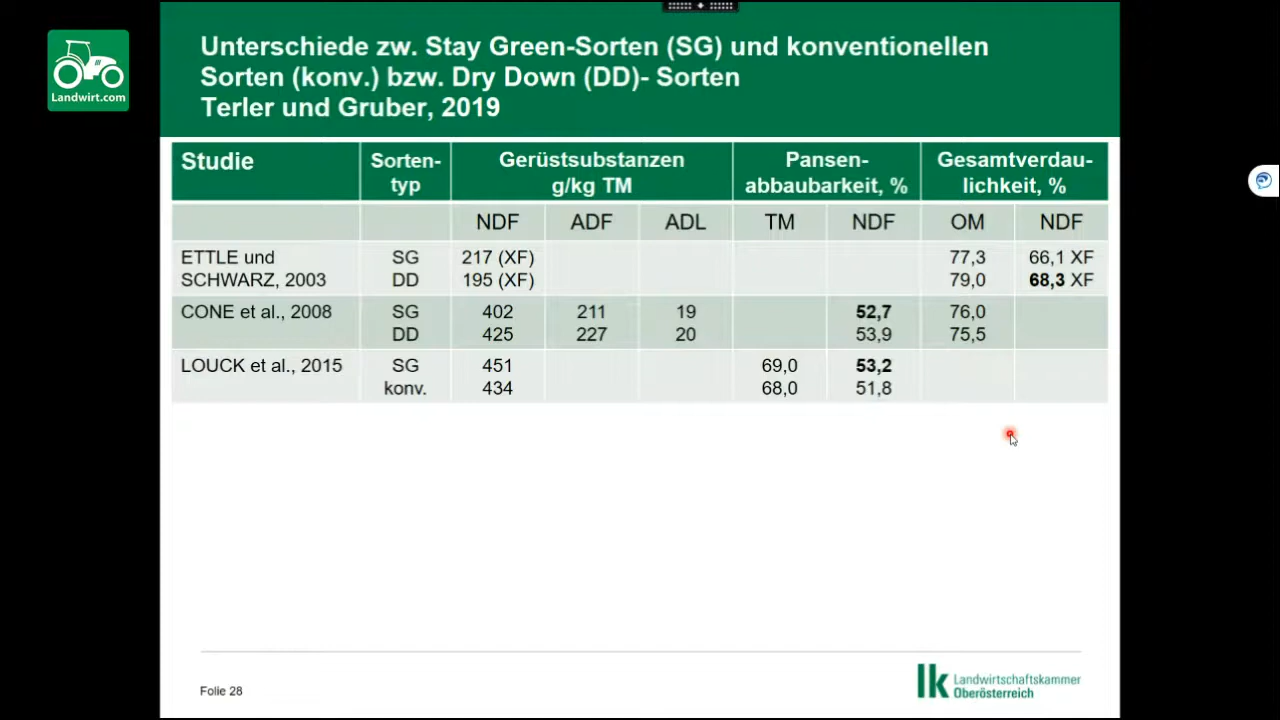 Landwirt.com
Unterschiede zw. Stay Green-Sorten (SG) und konventionellen
Sorten (konv.) bzw. Dry Down (DD)- Sorten
Terler und Gruber, 2019
Studie Sorten- Gerüstsubstanzen Pansen- Gesamtverdau-
typ g/kg TM abbaubarkeit, % lichkeit, %
NDF ADF ADL TM NDF OM NDF
ETTLE und SG 217 (XF) 77,3 66,1 XF
SCHWARZ, 2003 DD 195 (XF) 79,0 68,3 XF
CONE et al., 2008 SG 402 211 19 52,7 76,0
DD 425 227 20 53,9 75,5
LOUCK et al., 2015 SG 451 69,0 53,2
konv. 434 68,0 51,8
Folie 28
lk Landwirtschaftskammer
Oberösterreich